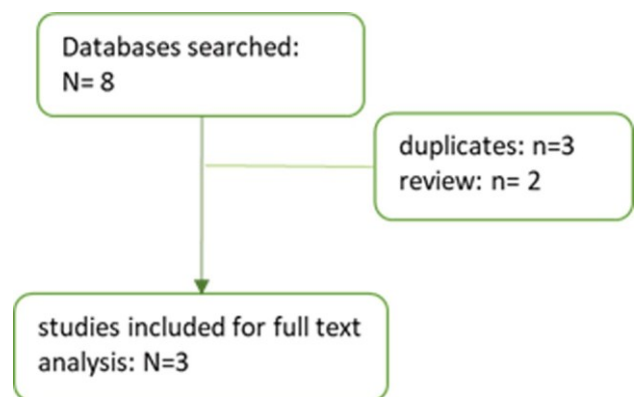 Databases searched:
N= 8
duplicates: n=3
review: n= 2
studies included for full text
analysis: N=3